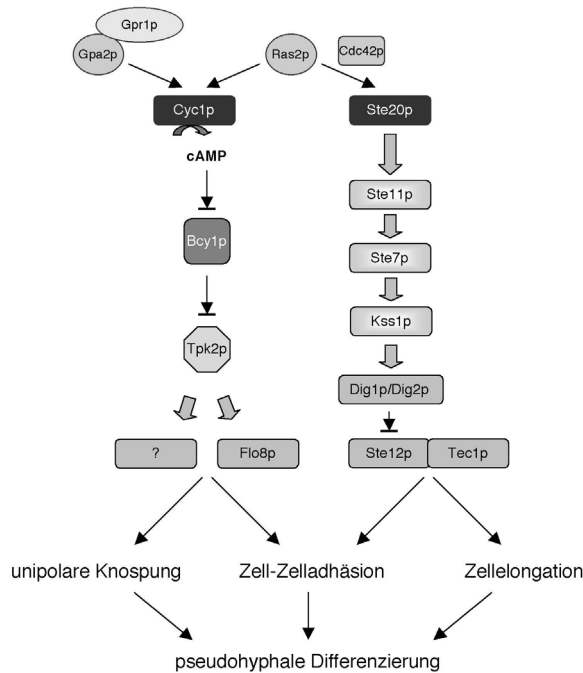 Gpr1p
Gpa2p
Ras2p
Cdc42p
Cyc1p
Ste20p
cAMP
Ste11p
Bcy1p
Ste7p
Kss1p
Tpk2p
Dig1p/Dig2p
?
Flo8p
Ste12p
Tec1p
unipolare Knospung
Zell-Zelladhäsion
Zellelongation
pseudohyphale Differenzierung